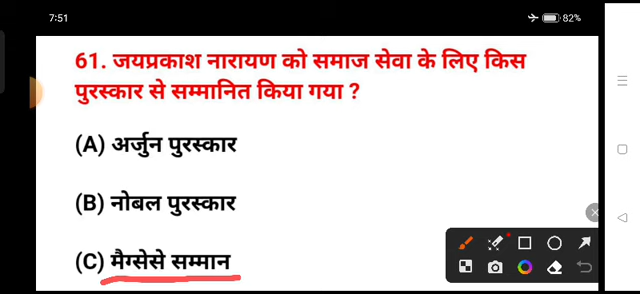 7:51
82%
61. जयप्रकाश नारायण को समाज सेवा के लिए किस
पुरस्कार से सम्मानित किया गया ?
(A) अर्जुन पुरस्कार
(B) नोबल पुरस्कार
(C) मैग्सेसे सम्मान